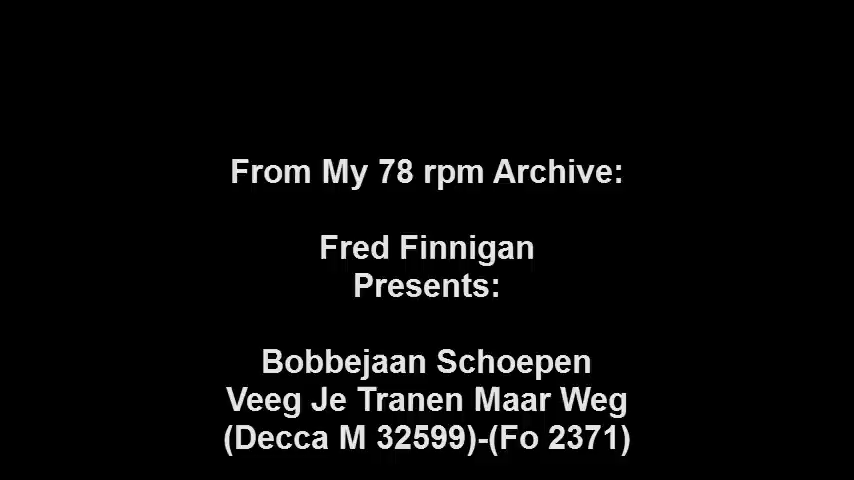 From My 78 rpm Archive:
Fred Finnigan
Presents:
Bobbejaan Schoepen
Veeg Je Tranen Maar Weg
(Decca M 32599)-(Fo 2371)